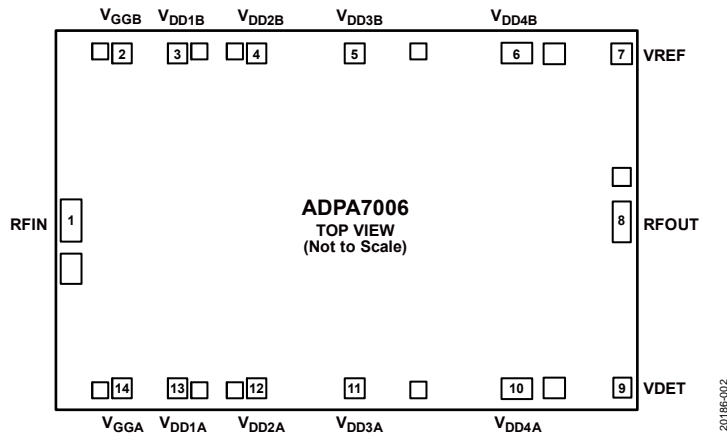 VGGB VDD1B VDD2B VDD3B VDD4B
2 3 4 5 6 7 VREF
ADPA7006
TOP VIEW
(Not to Scale)
RFIN 1 8 RFOUT
14 13 12 11 10 9 VDET
VGGA VDD1A VDD2A VDD3A VDD4A
20186-002